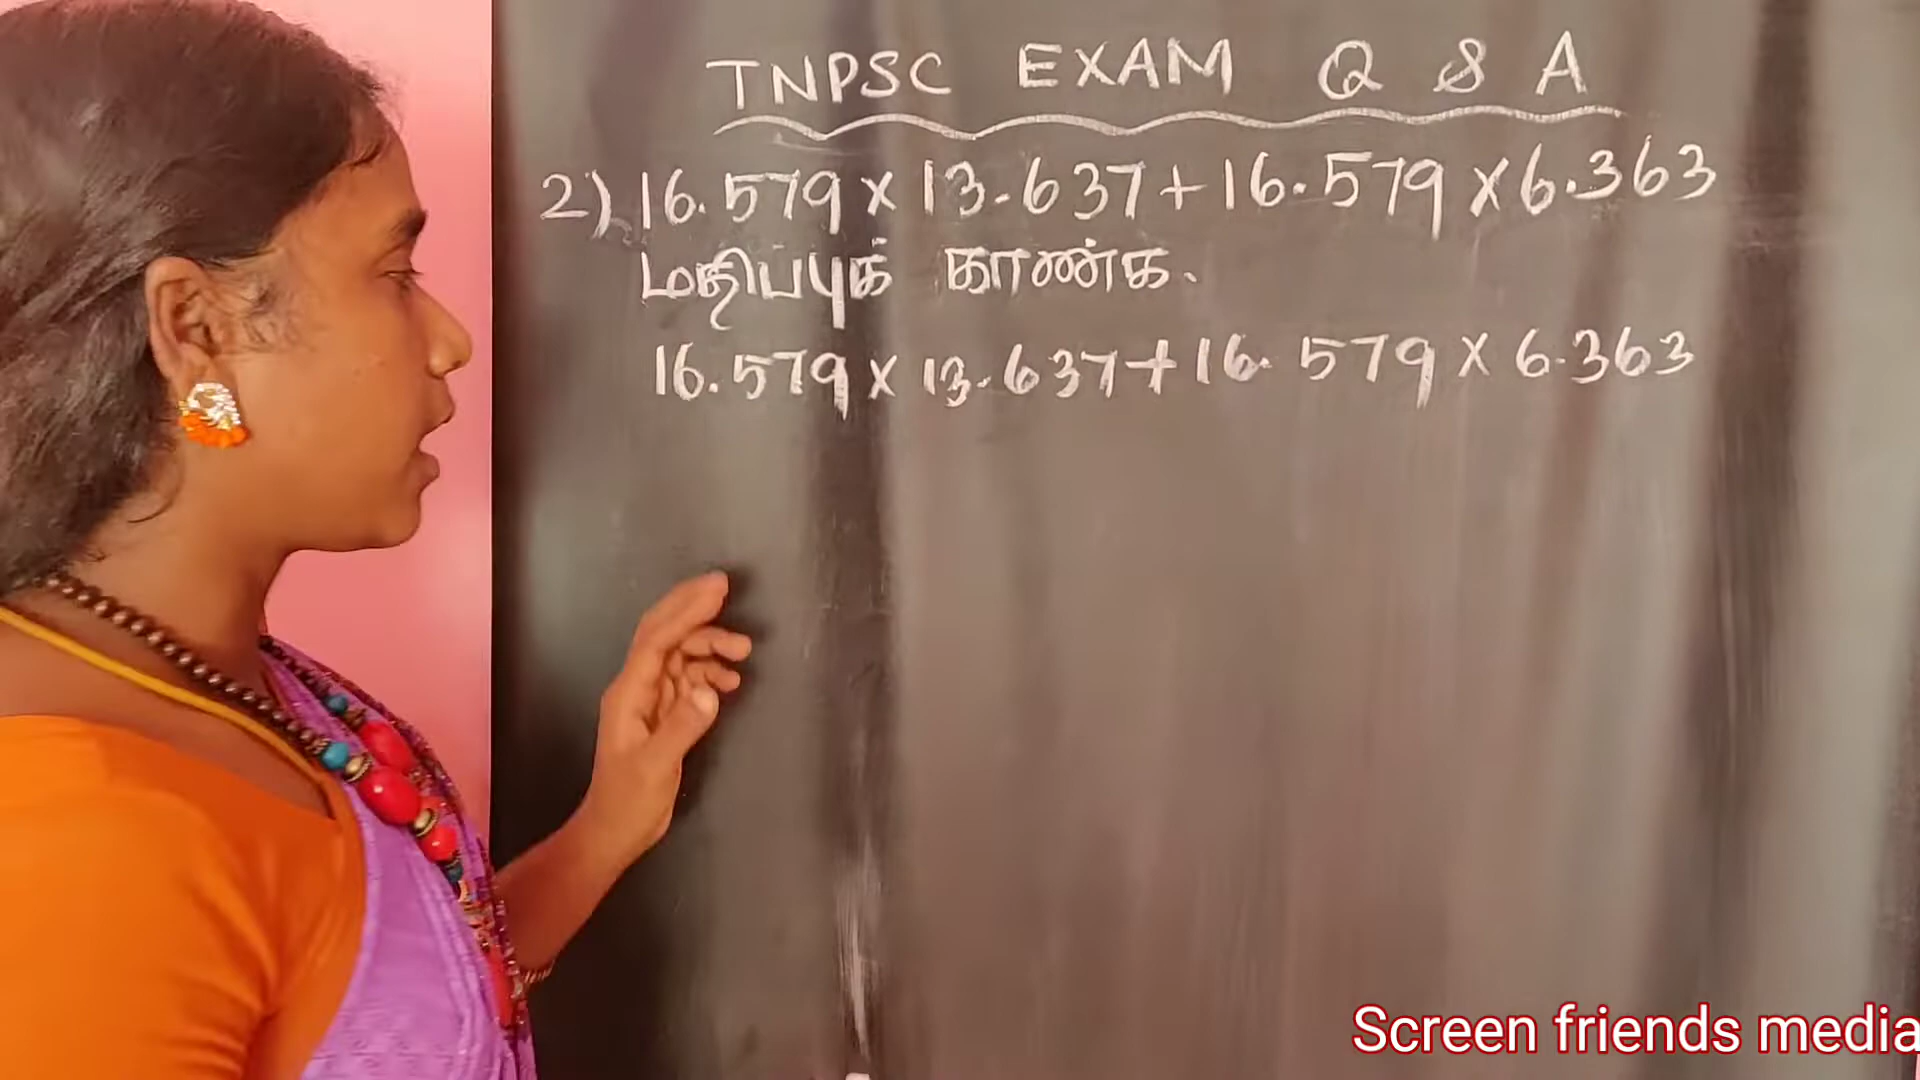 TNPSC EXAM Q & A
2) 16.579 x 13.637 + 16.579 x 6.363
மதிப்புக் காண்க.
16.579 x 13.637 + 16.579 x 6.363
Screen friends media